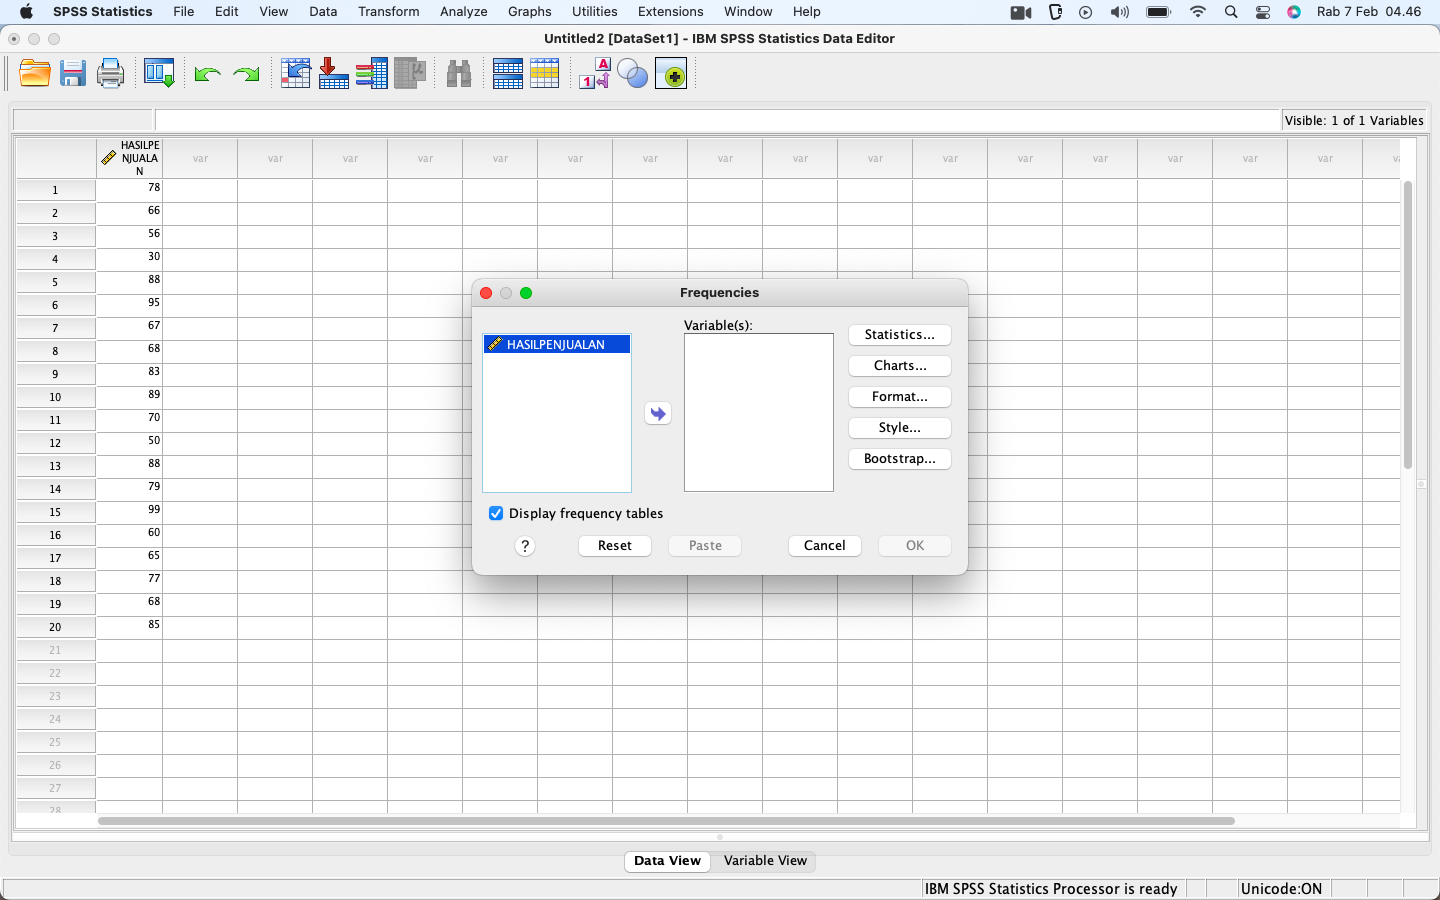 SPSS Statistics File Edit View Data Transform Analyze Graphs Utilities Extensions Window Help Rab 7 Feb 04.46
Untitled2 [DataSet1] - IBM SPSS Statistics Data Editor
Visible: 1 of 1 Variables
HASILPE
NJUALA
N
var var var var var var var var var var var var var var var var
1 78
2 66
3 56
4 30
5 88
6 95
7 67
8 68
9 83
10 89
11 70
12 50
13 88
14 79
15 99
16 60
17 65
18 77
19 68
20 85
21
22
23
24
25
26
27
28
Frequencies
Variable(s):
HASILPENJUALAN
Statistics...
Charts...
Format...
Style...
Bootstrap...
Display frequency tables
? Reset Paste Cancel OK
Data View Variable View
IBM SPSS Statistics Processor is ready Unicode:ON